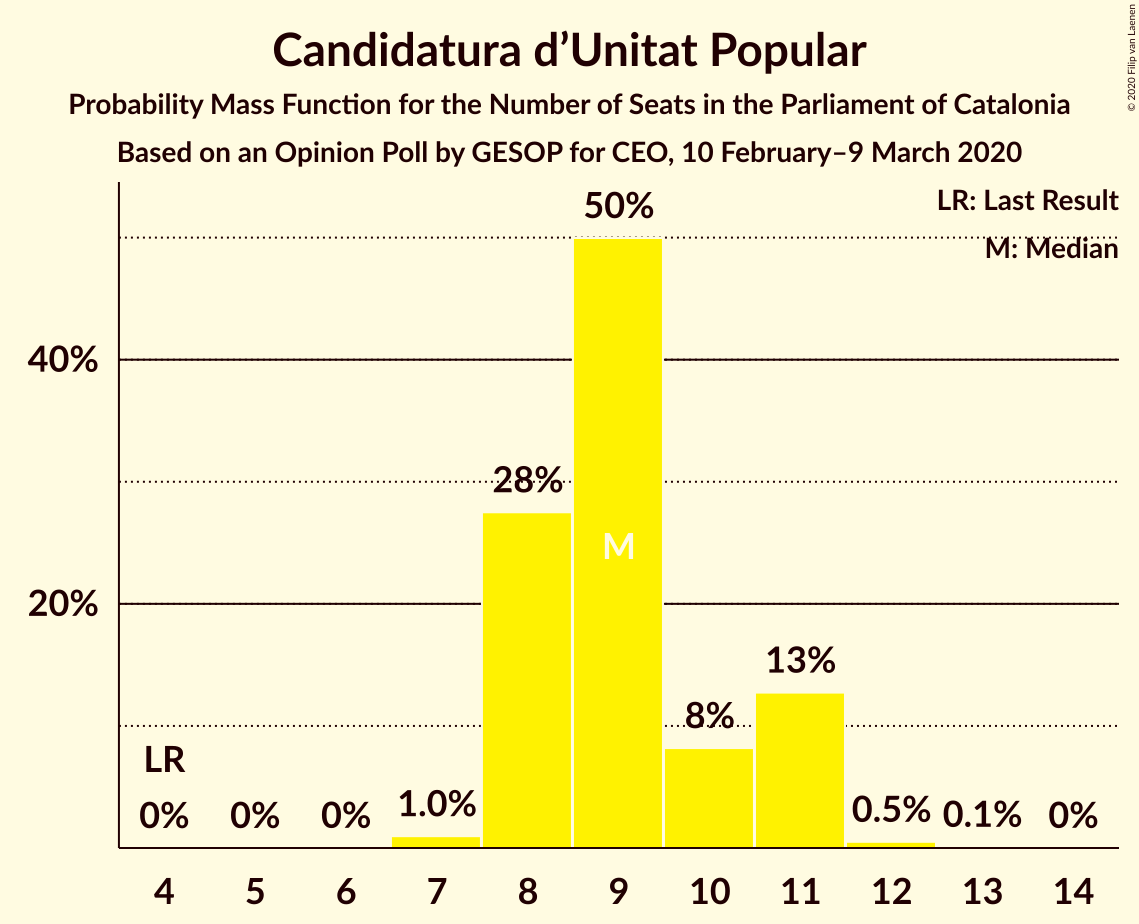 Candidatura d’Unitat Popular
Probability Mass Function for the Number of Seats in the Parliament of Catalonia
Based on an Opinion Poll by GESOP for CEO, 10 February–9 March 2020
© 2020 Filip van Laenen
LR: Last Result
M: Median
50%
40%
28%
M
20%
13%
8%
LR
0% 0% 0% 1.0% 0.5% 0.1% 0%
4 5 6 7 8 9 10 11 12 13 14